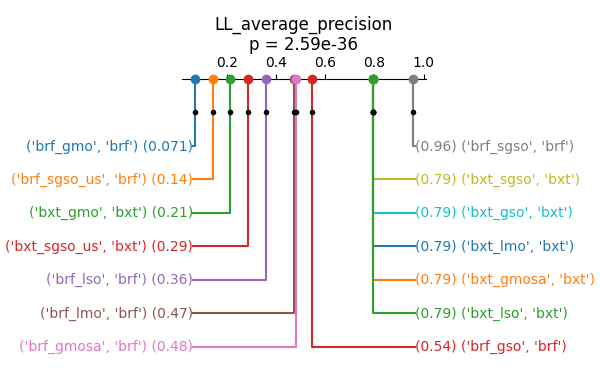 LL_average_precision
p = 2.59e-36
0.2 0.4 0.6 0.8 1.0
('brf_gmo', 'brf') (0.071) (0.96) ('brf_sgso', 'brf')
('brf_sgso_us', 'brf') (0.14) (0.79) ('bxt_sgso', 'bxt')
('bxt_gmo', 'bxt') (0.21) (0.79) ('bxt_gso', 'bxt')
('bxt_sgso_us', 'bxt') (0.29) (0.79) ('bxt_lmo', 'bxt')
('brf_lso', 'brf') (0.36) (0.79) ('bxt_gmosa', 'bxt')
('brf_lmo', 'brf') (0.47) (0.79) ('bxt_lso', 'bxt')
('brf_gmosa', 'brf') (0.48) (0.54) ('brf_gso', 'brf')